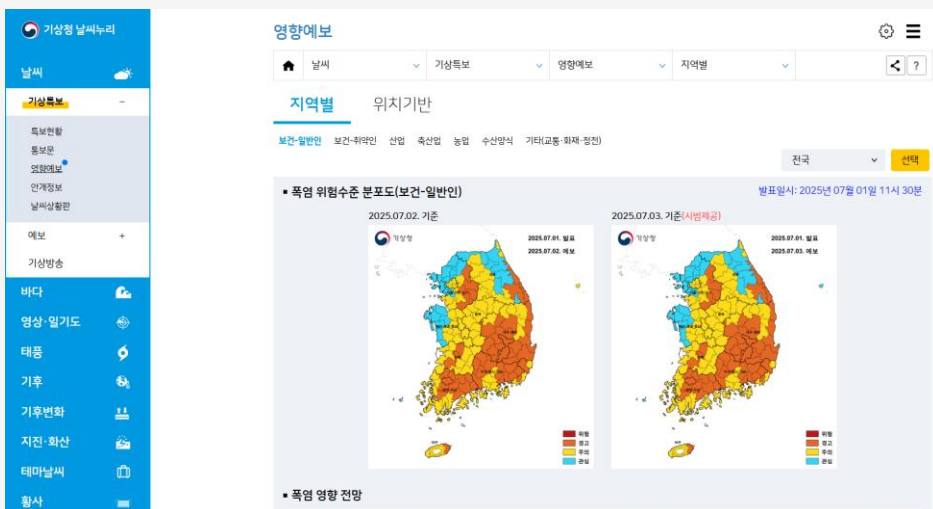 기상청 날씨누리
영향예보
날씨
기상특보
영향예보
지역별
?
날씨
기상특보
특보현황
통보문
영향예보
안개정보
날씨상황판
예보
기상방송
바다
영상·일기도
태풍
기후
기후변화
지진·화산
테마날씨
황사
지역별 위치기반
보건-일반인 보건-취약인 산업 축산업 농업 수산양식 기타(교통·화재·정전)
전국 선택
▪ 폭염 위험수준 분포도(보건-일반인)
발표일시: 2025년 07월 01일 11시 30분
2025.07.02. 기준
기상청
2025.07.01. 발표
2025.07.02. 예보
위험
경고
주의
관심
2025.07.03. 기준(시범제공)
기상청
2025.07.01. 발표
2025.07.03. 예보
위험
경고
주의
관심
▪ 폭염 영향 전망